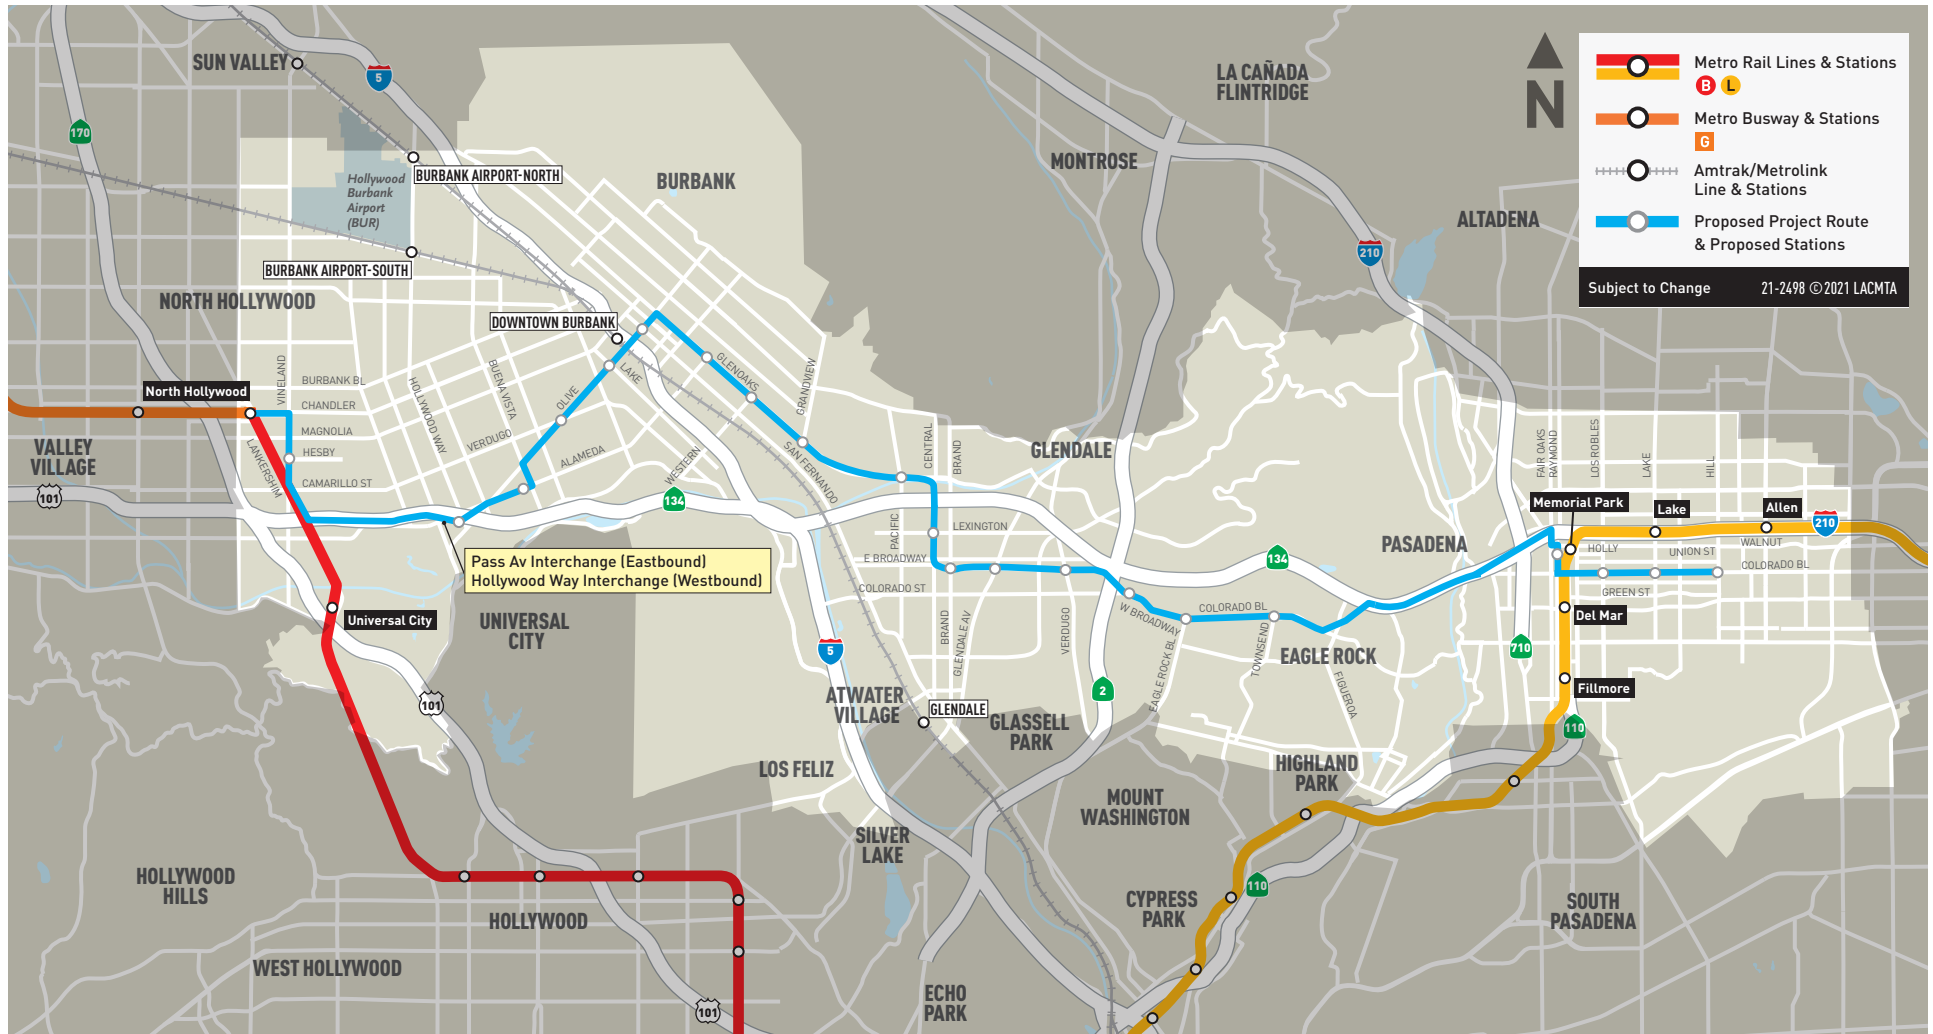 SUN VALLEY
5
170
LA CAÑADA
FLINTRIDGE
N
Metro Rail Lines & Stations
B L
Metro Busway & Stations
G
Amtrak/Metrolink
Line & Stations
Proposed Project Route
& Proposed Stations
Subject to Change
21-2498 © 2021 LACMTA
MONTROSE
ALTADENA
210
BURBANK AIRPORT-NORTH
Hollywood
Burbank
Airport
(BUR)
BURBANK
BURBANK AIRPORT-SOUTH
NORTH HOLLYWOOD
DOWNTOWN BURBANK
North Hollywood
VINELAND
BURBANK BL
CHANDLER
MAGNOLIA
HESBY
CAMARILLO ST
LANKERSHIM
HOLLYWOOD WAY
BUENA VISTA
VERDUGO
OLIVE
ALAMEDA
LAKE
GLENOAKS
GRANDVIEW
WESTERN
SAN FERNANDO
VALLEY
VILLAGE
101
134
CENTRAL
BRAND
GLENDALE
PACIFIC
LEXINGTON
E BROADWAY
COLORADO ST
BRAND
GLENDALE AV
VERDUGO
W BROADWAY
COLORADO BL
EAGLE ROCK BL
TOWNSEND
FIGUEROA
EAGLE ROCK
134
PASADENA
FAIR OAKS
RAYMOND
LOS ROBLES
LAKE
HILL
Memorial Park
Lake
Allen
210
HOLLY
UNION ST
WALNUT
COLORADO BL
GREEN ST
Del Mar
710
Fillmore
110
Pass Av Interchange (Eastbound)
Hollywood Way Interchange (Westbound)
Universal City
UNIVERSAL
CITY
5
101
2
ATWATER
VILLAGE
GLENDALE
GLASSELL
PARK
LOS FELIZ
HIGHLAND
PARK
MOUNT
WASHINGTON
SILVER
LAKE
HOLLYWOOD
HILLS
HOLLYWOOD
CYPRESS
PARK
110
SOUTH
PASADENA
WEST HOLLYWOOD
ECHO
PARK
101